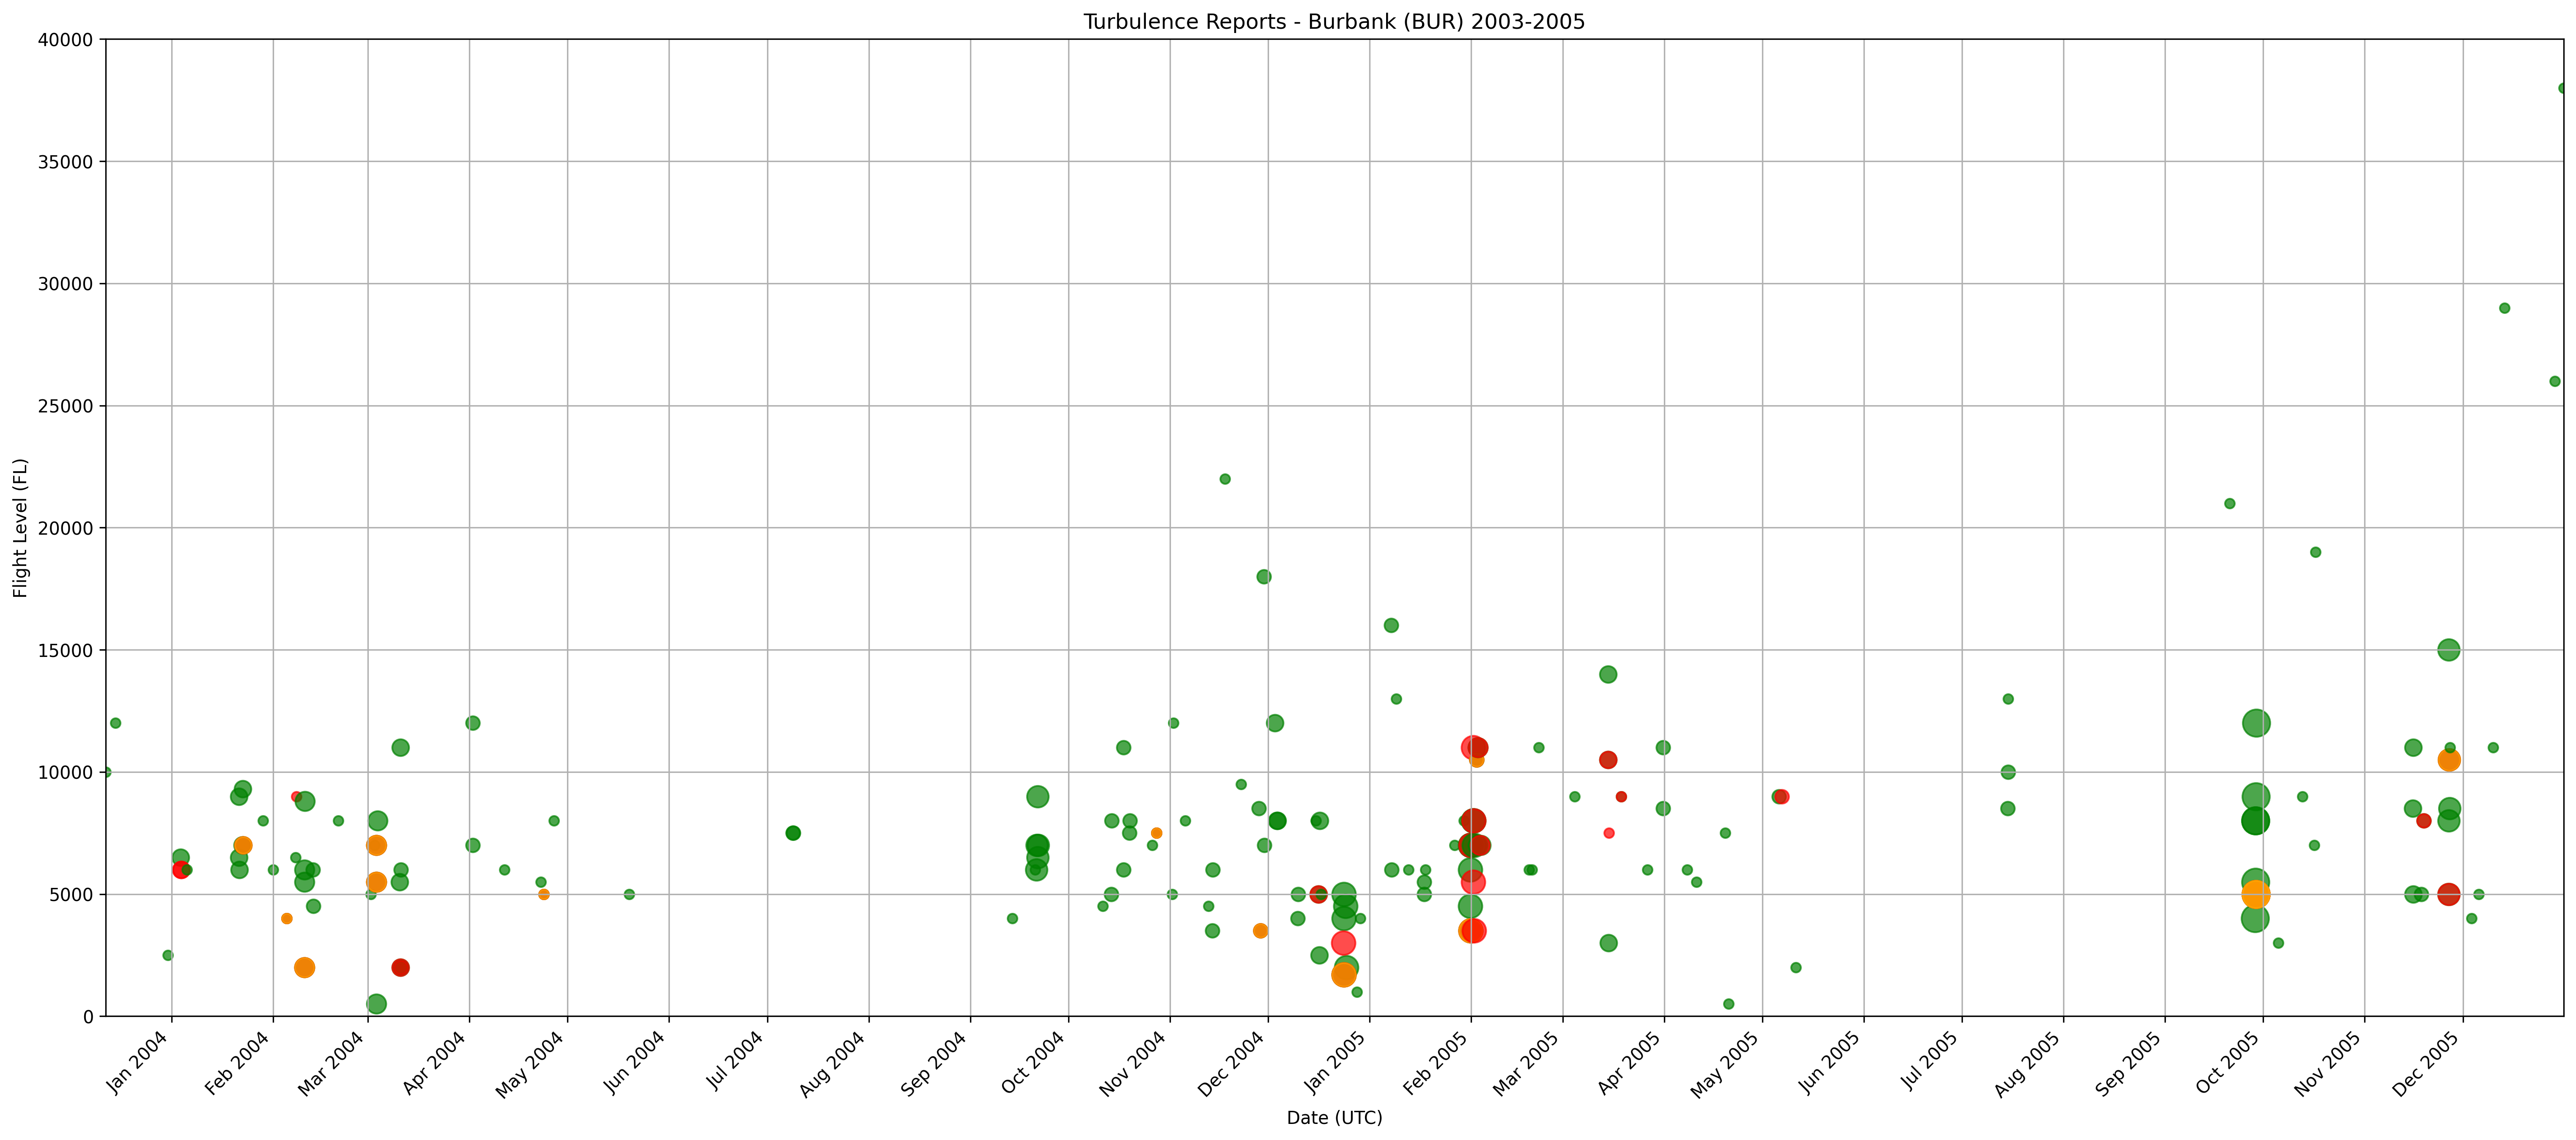 Turbulence Reports - Burbank (BUR) 2003-2005
40000
35000
30000
25000
20000
15000
10000
5000
0
Flight Level (FL)
Jan 2004
Feb 2004
Mar 2004
Apr 2004
May 2004
Jun 2004
Jul 2004
Aug 2004
Sep 2004
Oct 2004
Nov 2004
Dec 2004
Jan 2005
Feb 2005
Mar 2005
Apr 2005
May 2005
Jun 2005
Jul 2005
Aug 2005
Sep 2005
Oct 2005
Nov 2005
Dec 2005
Date (UTC)